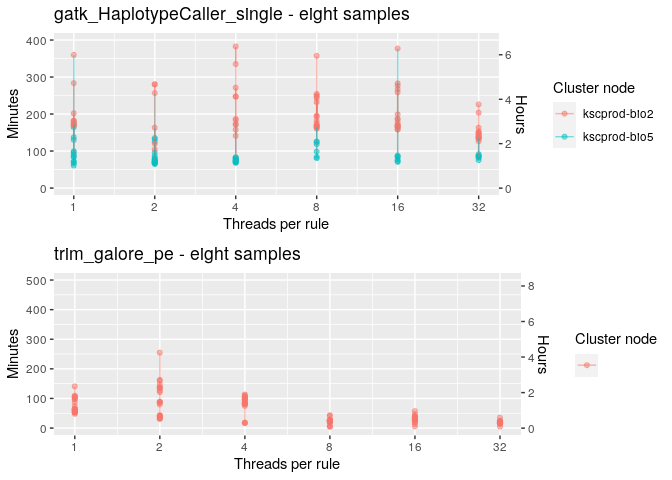 gatk_HaplotypeCaller_single - eight samples
400
300
200
100
0
Minutes
6
4
2
0
Hours
1 2 4 8 16 32
Threads per rule
Cluster node
kscprod-bio2
kscprod-bio5
trim_galore_pe - eight samples
500
400
300
200
100
0
Minutes
8
6
4
2
0
Hours
1 2 4 8 16 32
Threads per rule
Cluster node